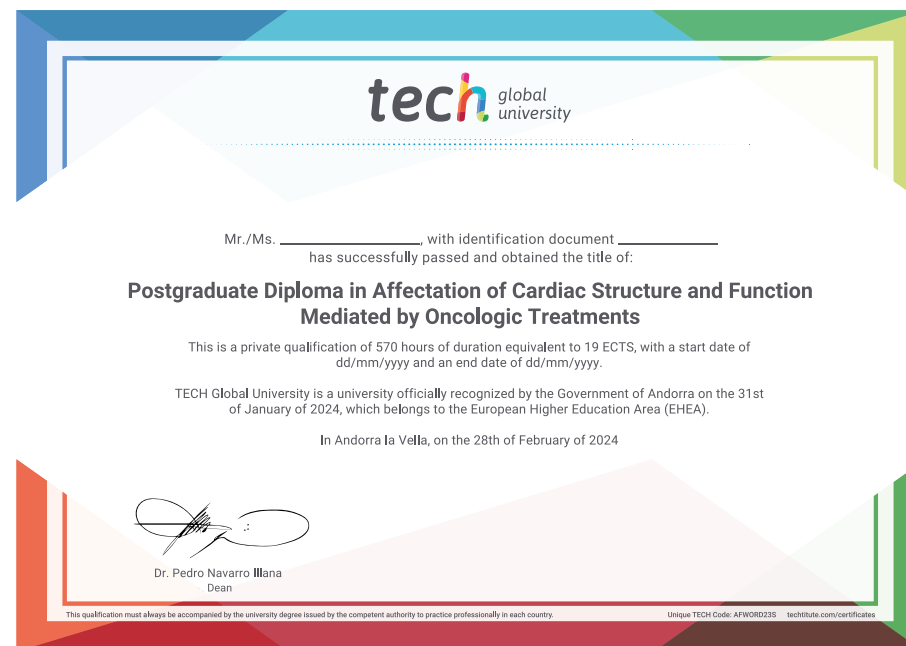 tech global university
Mr./Ms. ____________________, with identification document ______________
has successfully passed and obtained the title of:
Postgraduate Diploma in Affectation of Cardiac Structure and Function
Mediated by Oncologic Treatments
This is a private qualification of 570 hours of duration equivalent to 19 ECTS, with a start date of
dd/mm/yyyy and an end date of dd/mm/yyyy.
TECH Global University is a university officially recognized by the Government of Andorra on the 31st
of January of 2024, which belongs to the European Higher Education Area (EHEA).
In Andorra la Vella, on the 28th of February of 2024
Dr. Pedro Navarro Illana
Dean
This qualification must always be accompanied by the university degree issued by the competent authority to practice professionally in each country.
Unique TECH Code: AFWORD23S techtitute.com/certificates